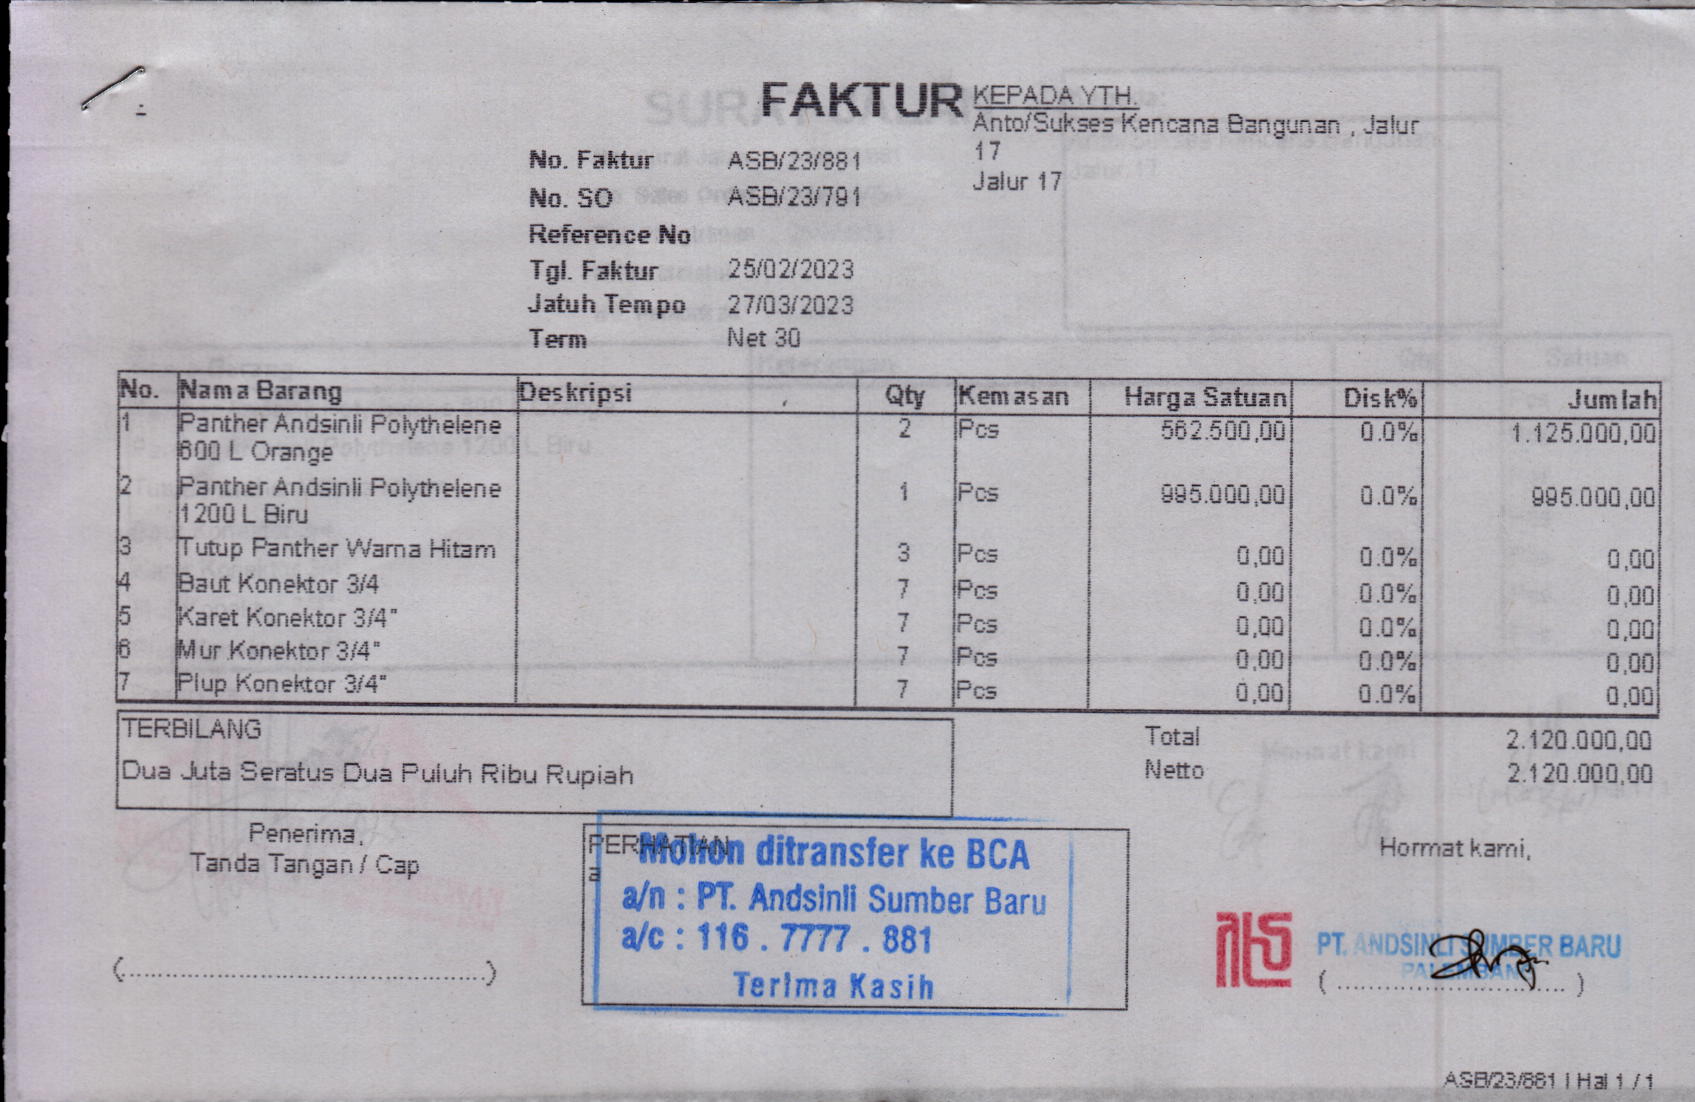 FAKTUR
KEPADA YTH.
Anto/Sukses Kencana Bangunan , Jalur
17
Jalur 17
No. Faktur ASB/23/881
No. SO ASB/23/791
Reference No
Tgl. Faktur 25/02/2023
Jatuh Tempo 27/03/2023
Term Net 30
No. Nama Barang Deskripsi Qty Kemasan Harga Satuan Disk% Jumlah
1 Panther Andsinli Polythelene 2 Pcs 562.500,00 0.0% 1.125.000,00
600 L Orange
2 Panther Andsinli Polythelene 1 Pcs 995.000,00 0.0% 995.000,00
1200 L Biru
3 Tutup Panther Warna Hitam 3 Pcs 0,00 0.0% 0,00
4 Baut Konektor 3/4 7 Pcs 0,00 0.0% 0,00
5 Karet Konektor 3/4" 7 Pcs 0,00 0.0% 0,00
6 Mur Konektor 3/4" 7 Pcs 0,00 0.0% 0,00
7 Plup Konektor 3/4" 7 Pcs 0,00 0.0% 0,00
TERBILANG
Dua Juta Seratus Dua Puluh Ribu Rupiah
Total 2.120.000,00
Netto 2.120.000,00
Penerima,
Tanda Tangan / Cap
(..............................................)
PERHATIAN
a
Mohon ditransfer ke BCA
a/n : PT. Andsinli Sumber Baru
a/c : 116 . 7777 . 881
Terima Kasih
Hormat kami,
PT. ANDSINLI SUMBER BARU
PALEMBANG
( ............................. )
ASB/23/881 | Hal 1 / 1